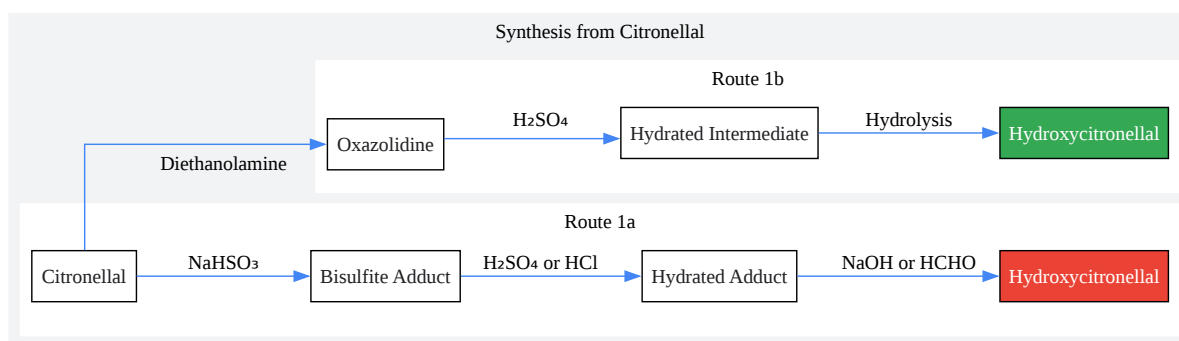 Synthesis from Citronellal
Route 1b
Oxazolidine
H₂SO₄
Hydrated Intermediate
Hydrolysis
Hydroxycitronellal
Diethanolamine
Route 1a
Citronellal
NaHSO₃
Bisulfite Adduct
H₂SO₄ or HCl
Hydrated Adduct
NaOH or HCHO
Hydroxycitronellal